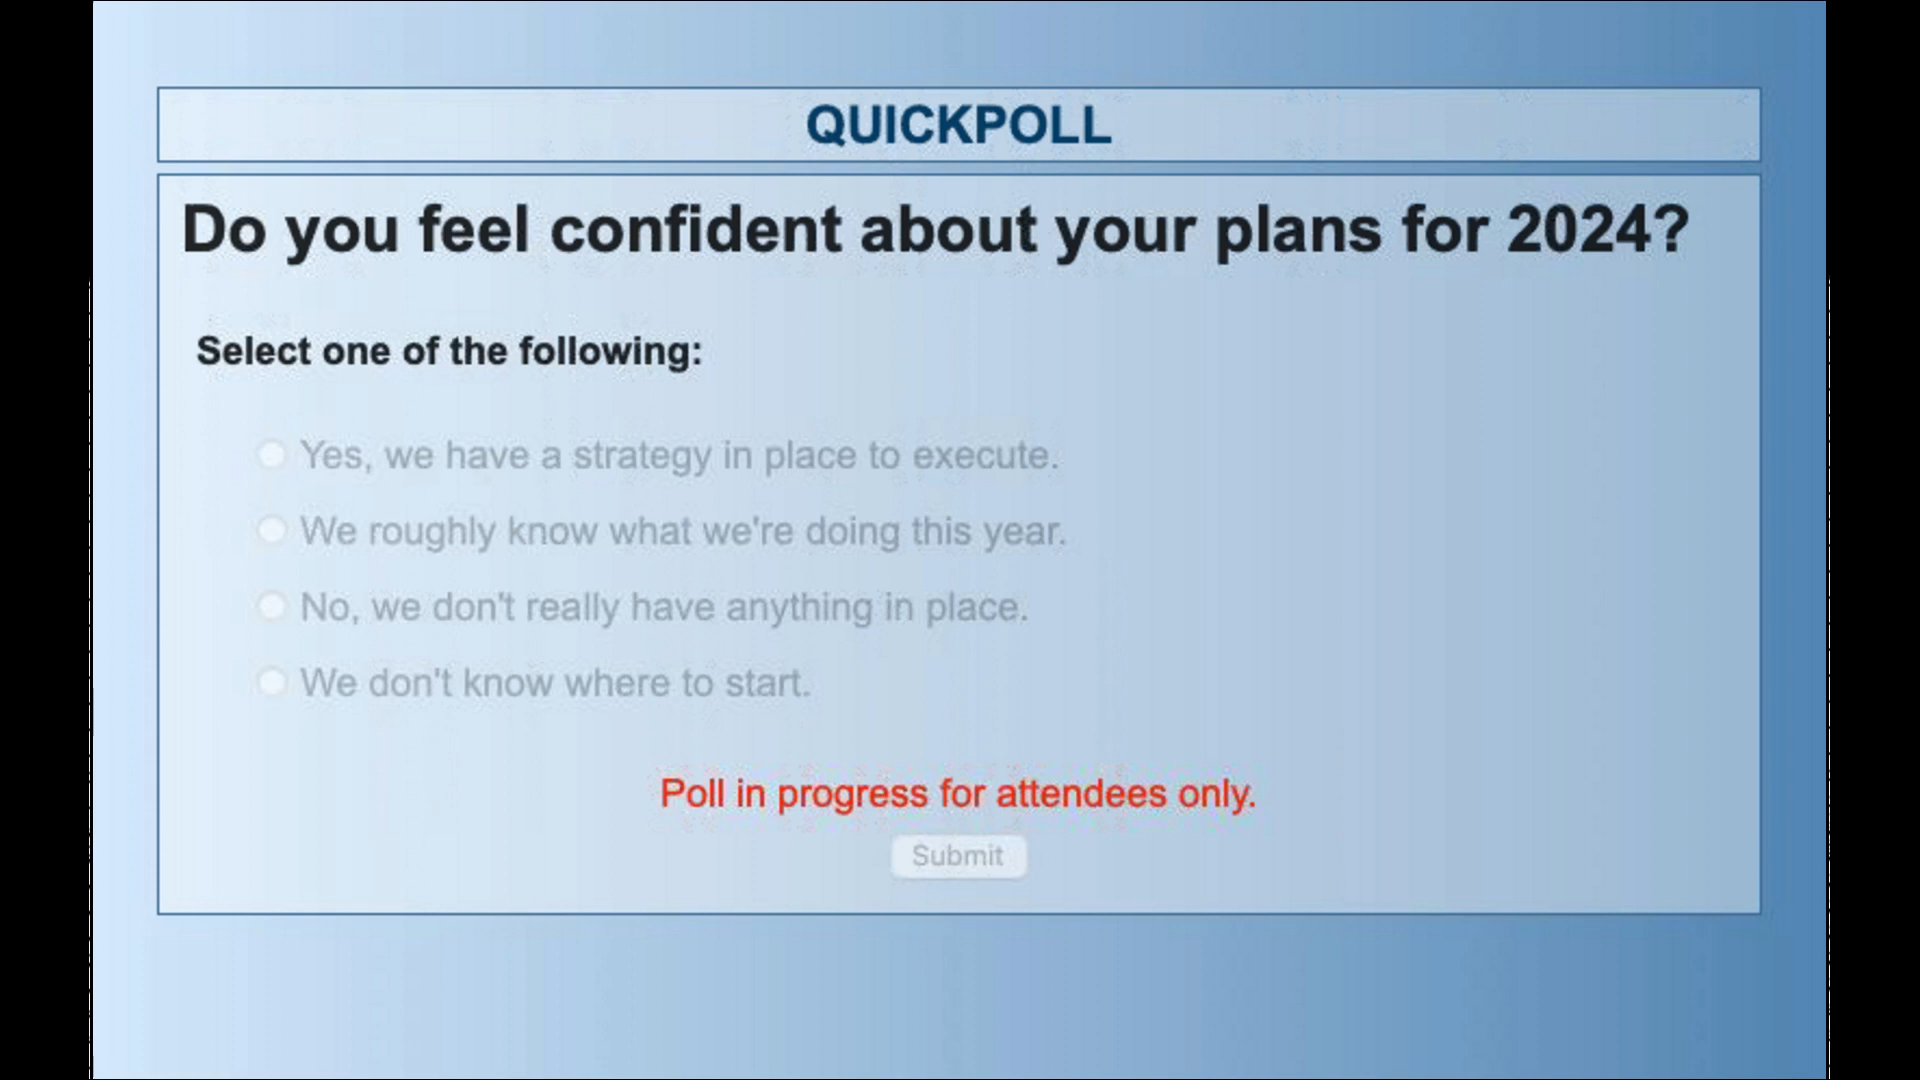 QUICKPOLL
Do you feel confident about your plans for 2024?
Select one of the following:
Yes, we have a strategy in place to execute.
We roughly know what we're doing this year.
No, we don't really have anything in place.
We don't know where to start.
Poll in progress for attendees only.
Submit